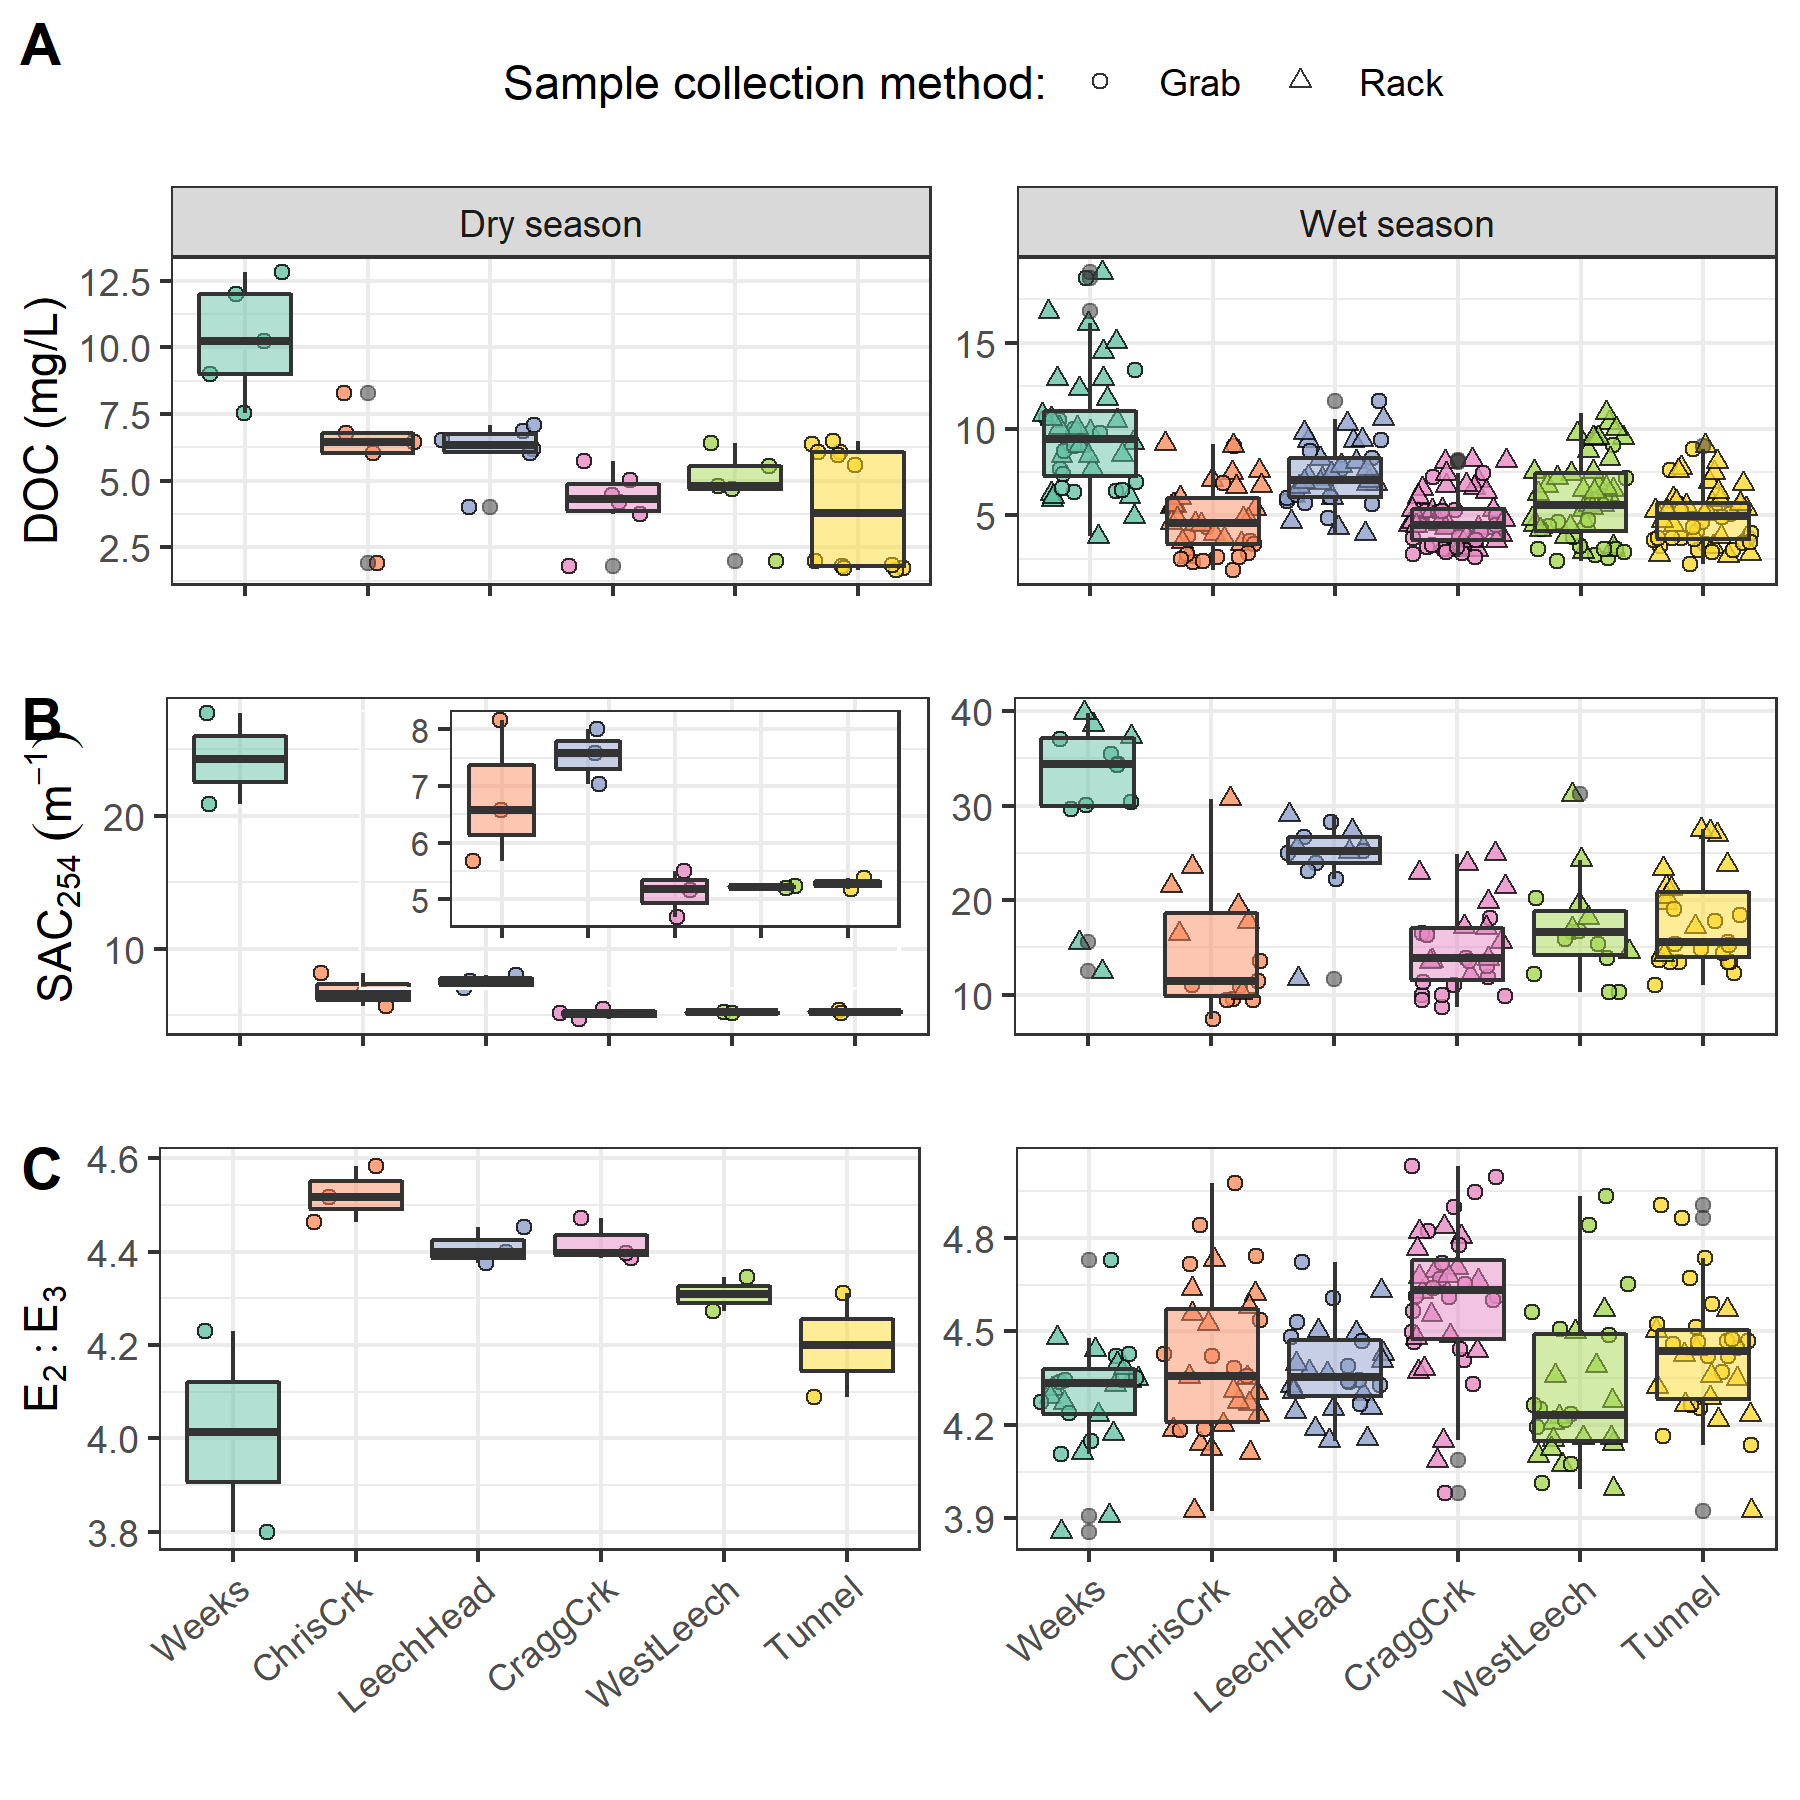 A
Sample collection method: Grab Rack
Dry season
Wet season
DOC (mg/L)
12.5
10.0
7.5
5.0
2.5
15
10
5
B
SAC₂₅₄ (m⁻¹)
20
10
8
7
6
5
40
30
20
10
C
E₂ : E₃
4.6
4.4
4.2
4.0
3.8
4.8
4.5
4.2
3.9
Weeks
ChrisCrk
LeechHead
CraggCrk
WestLeech
Tunnel
Weeks
ChrisCrk
LeechHead
CraggCrk
WestLeech
Tunnel